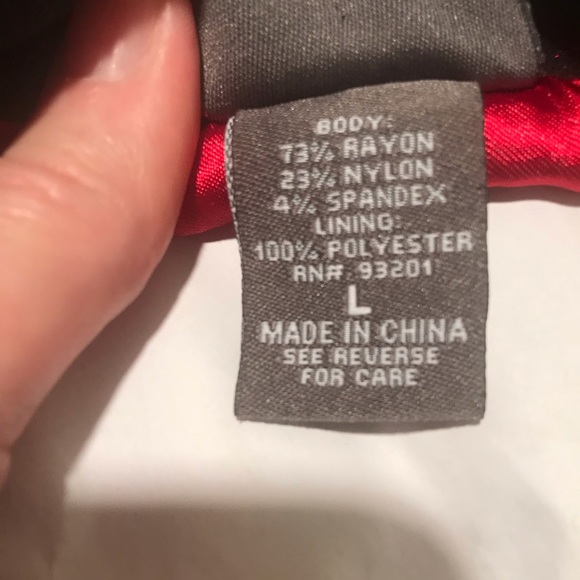 BODY:
73% RAYON
23% NYLON
4% SPANDEX
LINING:
100% POLYESTER
RN#: 93201
L
MADE IN CHINA
SEE REVERSE
FOR CARE